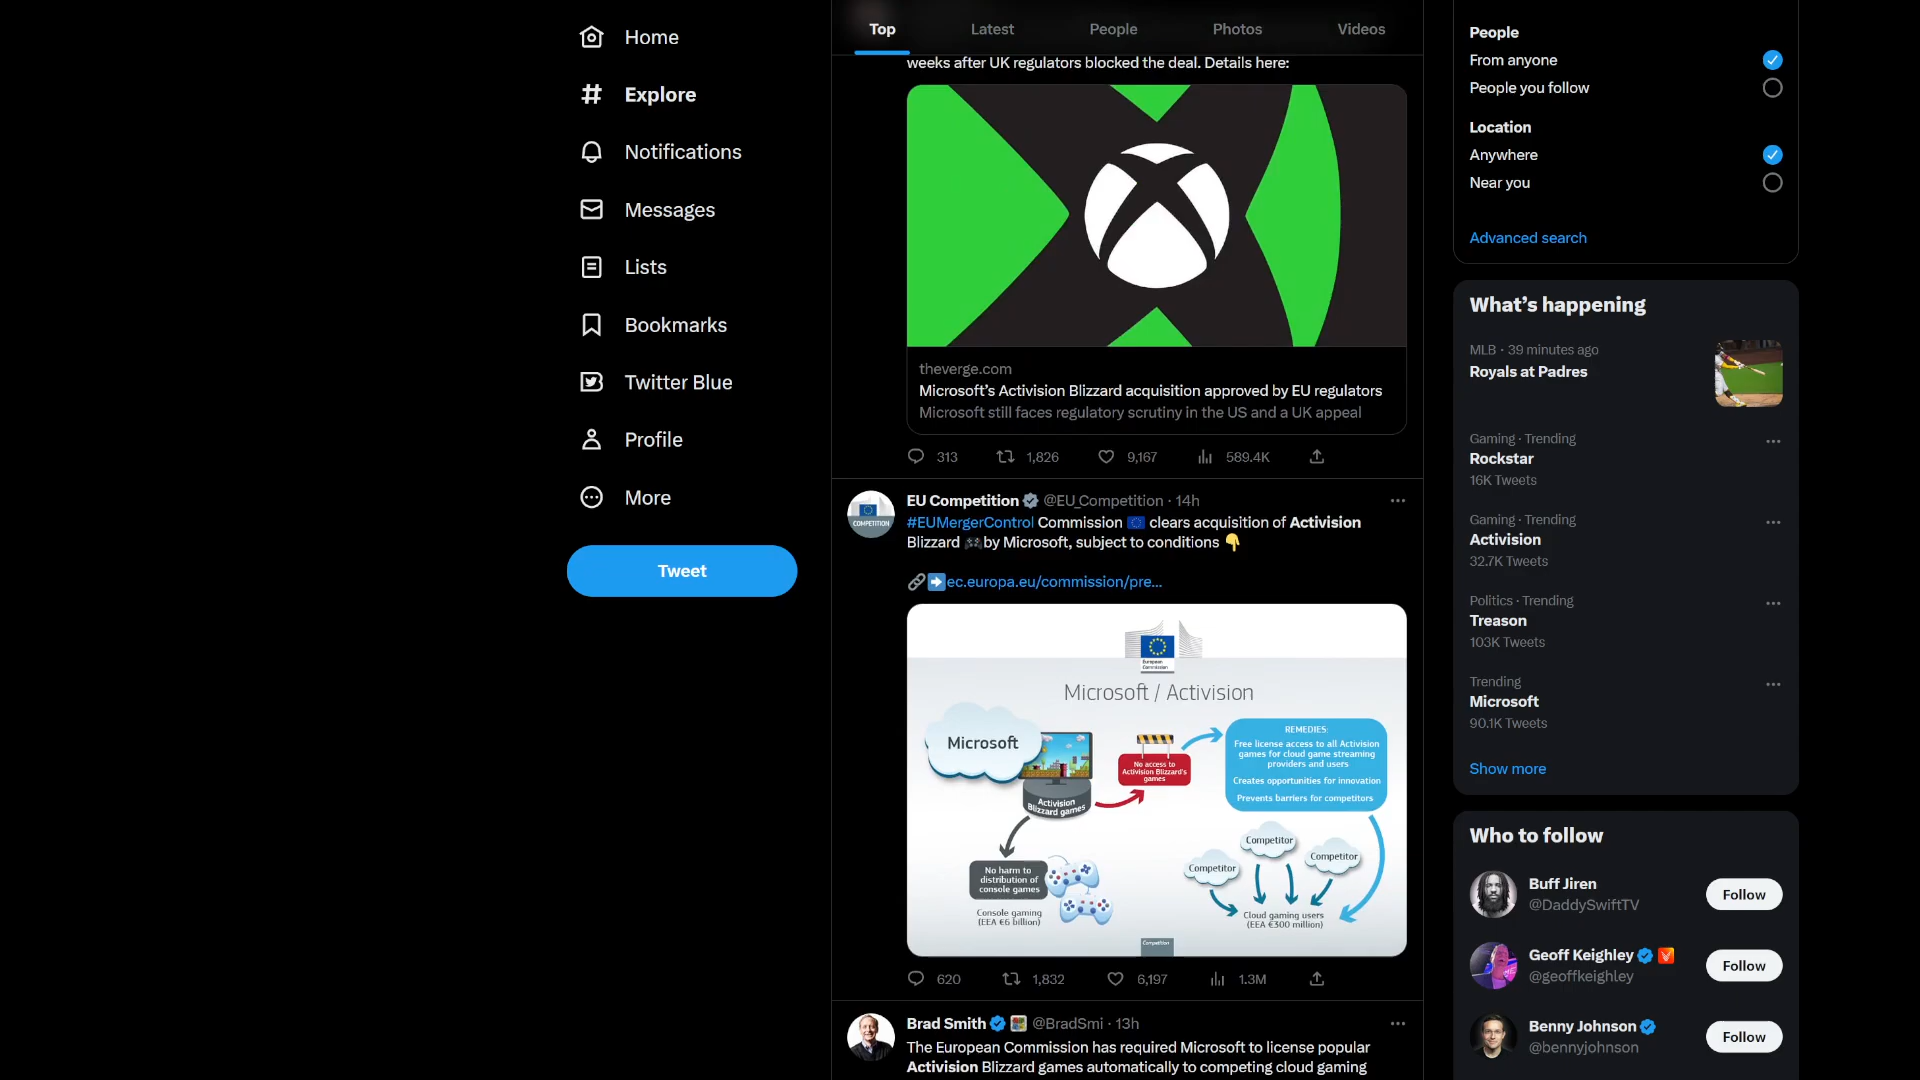 Home
Explore
Notifications
Messages
Lists
Bookmarks
Twitter Blue
Profile
More
Tweet
Top
Latest
People
Photos
Videos
weeks after UK regulators blocked the deal. Details here:
theverge.com
Microsoft's Activision Blizzard acquisition approved by EU regulators
Microsoft still faces regulatory scrutiny in the US and a UK appeal
313
1,826
9,167
589.4K
EU Competition @EU_Competition · 14h
#EUMergerControl Commission 🇪🇺 clears acquisition of Activision
Blizzard 🎮by Microsoft, subject to conditions 👇
🔗➡️ec.europa.eu/commission/pre...
COMPETITION
European
Commission
Microsoft / Activision
Microsoft
Activision
Blizzard games
No access to
Activision Blizzard's
games
REMEDIES:
Free license access to all Activision
games for cloud game streaming
providers and users
Creates opportunities for innovation
Prevents barriers for competitors
No harm to
distribution of
console games
Console gaming
(EEA €6 billion)
Competitor
Competitor
Competitor
Cloud gaming users
(EEA €300 million)
Competition
620
1,832
6,197
1.3M
Brad Smith @BradSmi · 13h
The European Commission has required Microsoft to license popular
Activision Blizzard games automatically to competing cloud gaming
People
From anyone
People you follow
Location
Anywhere
Near you
Advanced search
What's happening
MLB · 39 minutes ago
Royals at Padres
Gaming · Trending
Rockstar
16K Tweets
Gaming · Trending
Activision
32.7K Tweets
Politics · Trending
Treason
103K Tweets
Trending
Microsoft
90.1K Tweets
Show more
Who to follow
Buff Jiren
@DaddySwiftTV
Follow
Geoff Keighley
@geoffkeighley
Follow
Benny Johnson
@bennyjohnson
Follow